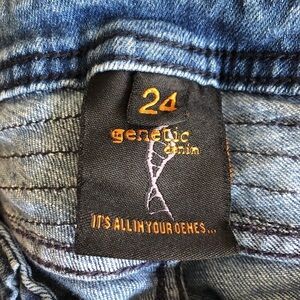 24
genetic
denim
IT'S ALL IN YOUR GENES...